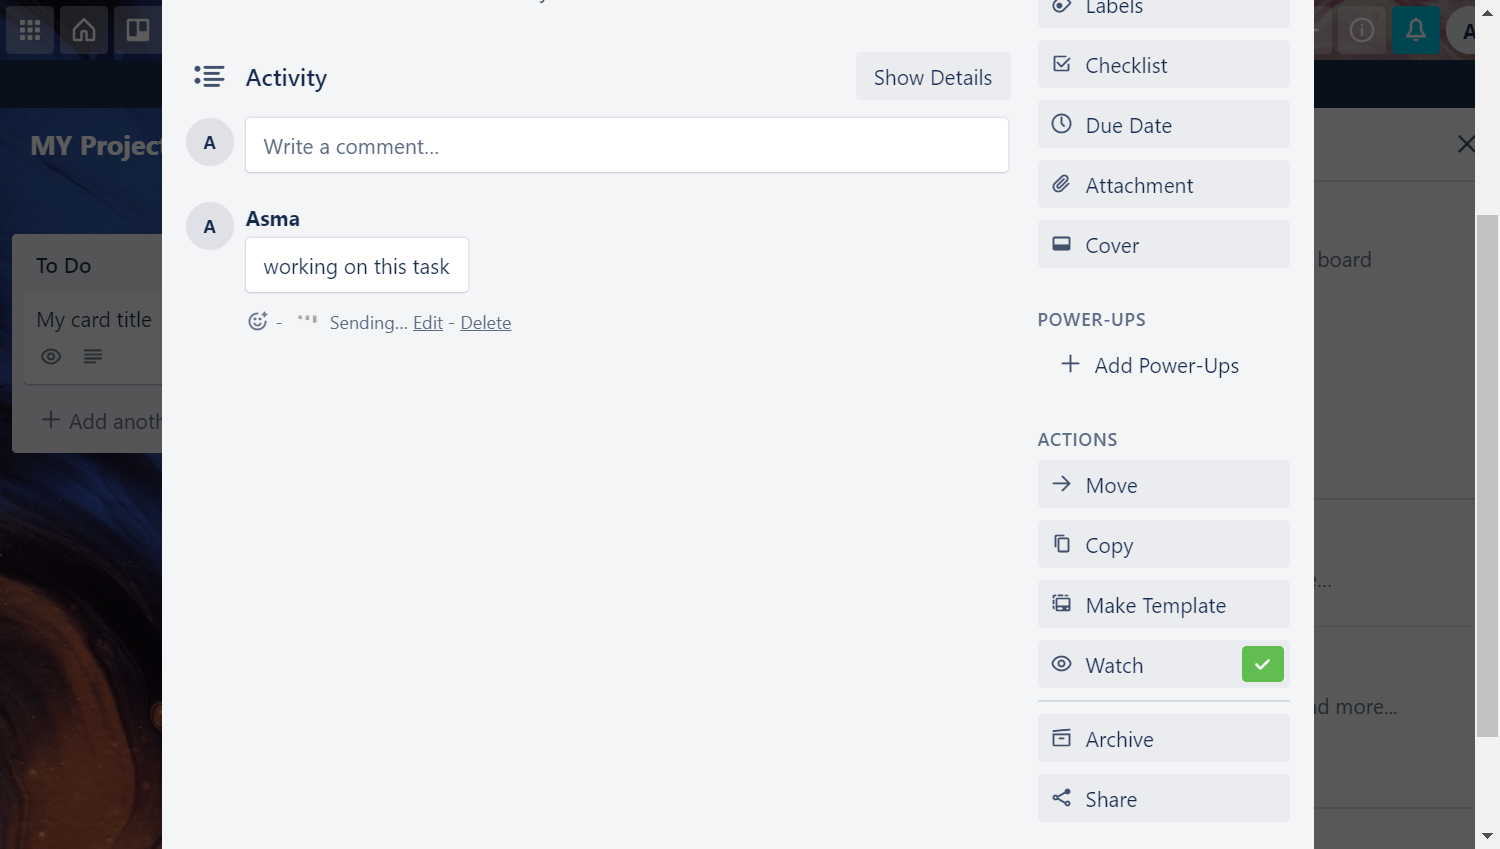 Labels
Activity
Show Details
Checklist
A
Write a comment...
Due Date
Attachment
A
Asma
working on this task
Sending... Edit - Delete
Cover
POWER-UPS
Add Power-Ups
ACTIONS
Move
Copy
Make Template
Watch
Archive
Share
MY Project
To Do
My card title
Add anoth
board
d more...
A